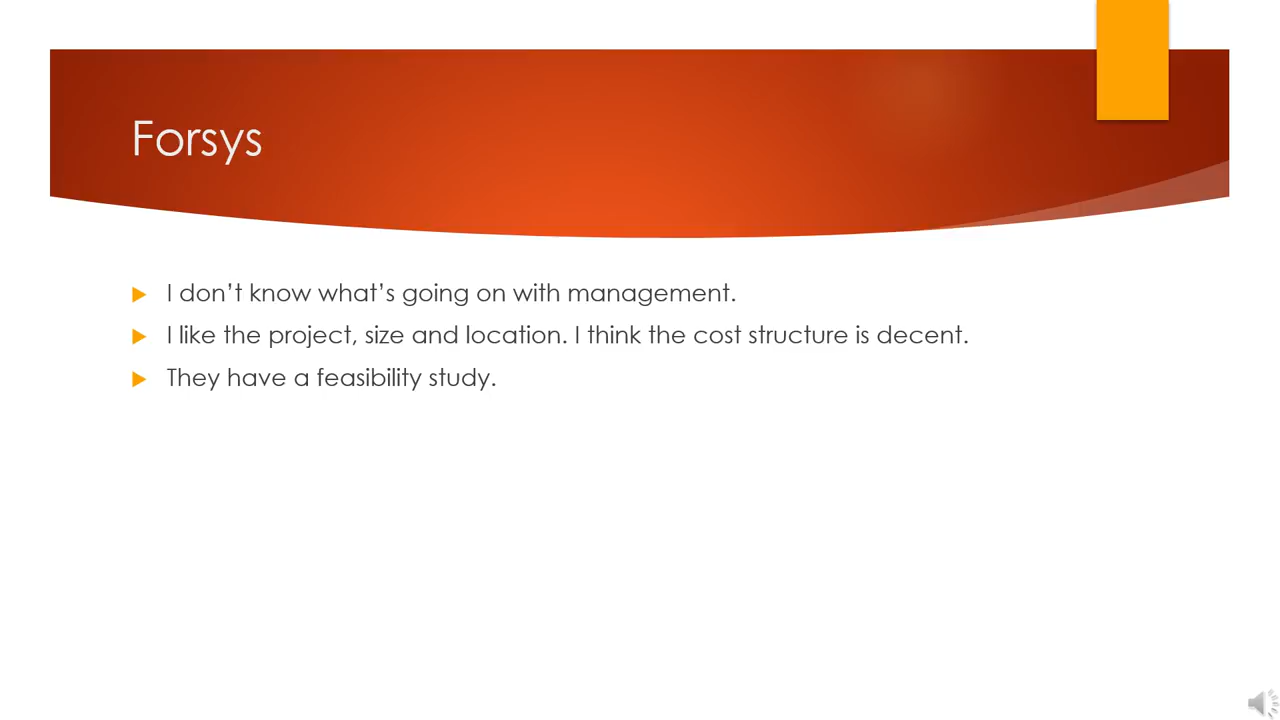 Forsys
I don’t know what’s going on with management.
I like the project, size and location. I think the cost structure is decent.
They have a feasibility study.